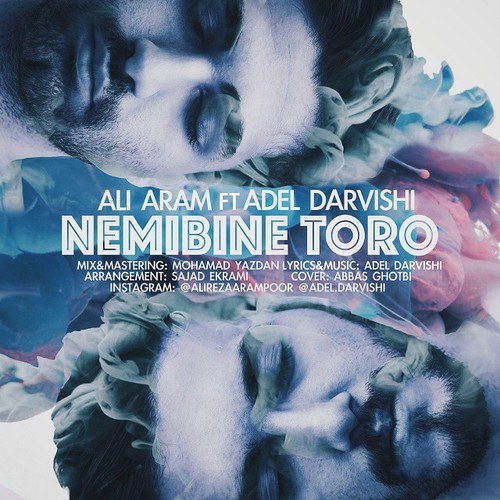 ALI ARAM FT ADEL DARVISHI
NEMIBINE TORO
MIX&MASTERING: MOHAMAD YAZDAN LYRICS&MUSIC: ADEL DARVISHI
ARRANGEMENT: SAJAD EKRAMI COVER: ABBAS GHOTBI
INSTAGRAM: @ALIREZAARAMPOOR @ADEL.DARVISHI